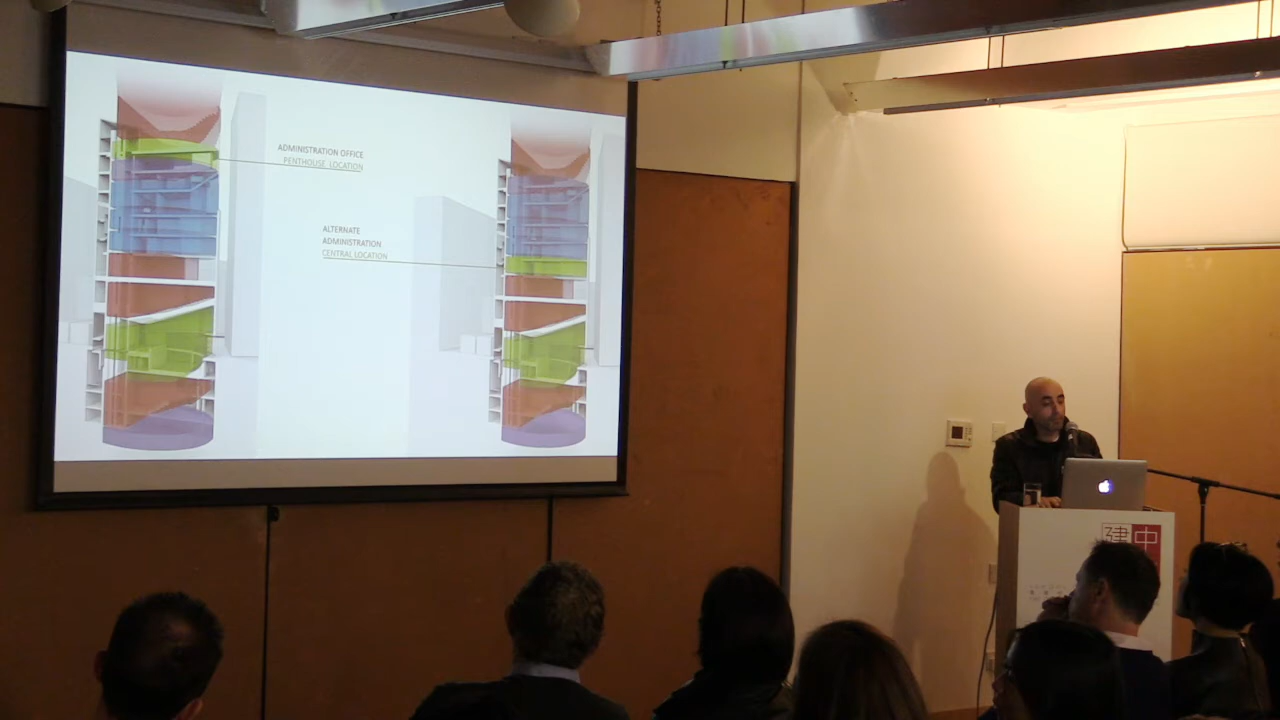 ADMINISTRATION OFFICE
PENTHOUSE LOCATION
ALTERNATE
ADMINISTRATION
CENTRAL LOCATION
建中